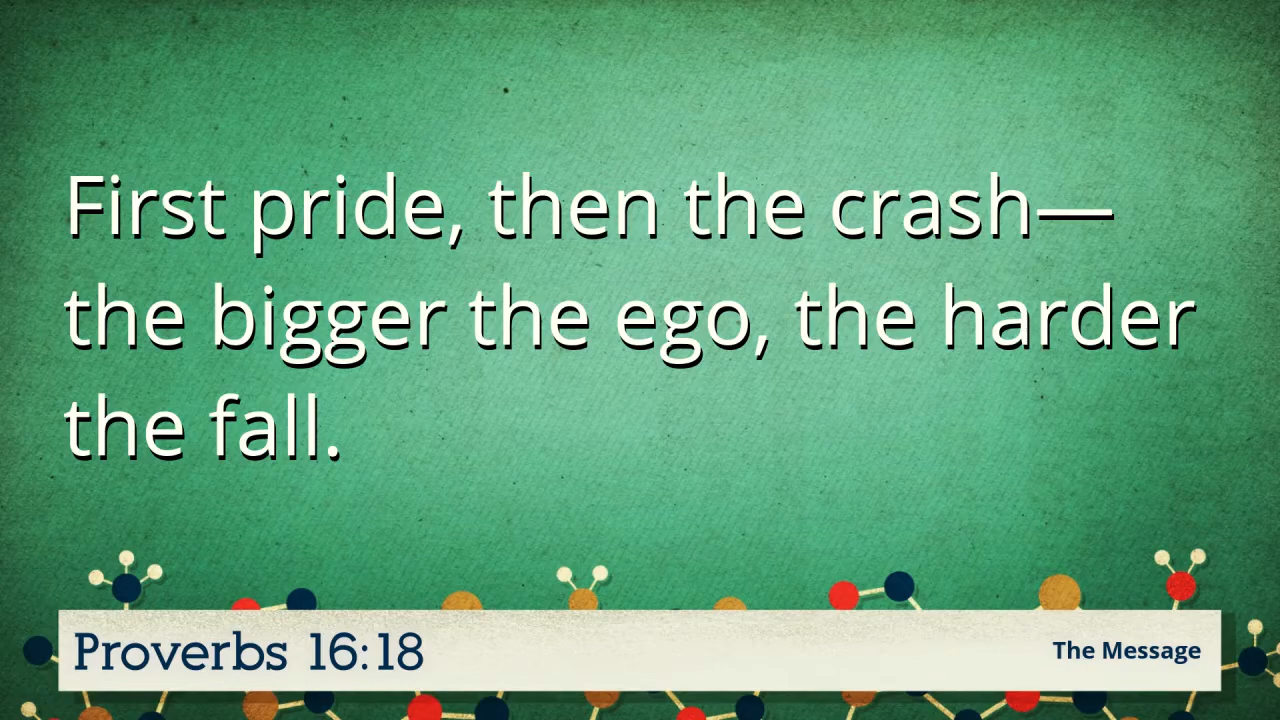 First pride, then the crash—
the bigger the ego, the harder
the fall.
Proverbs 16:18
The Message